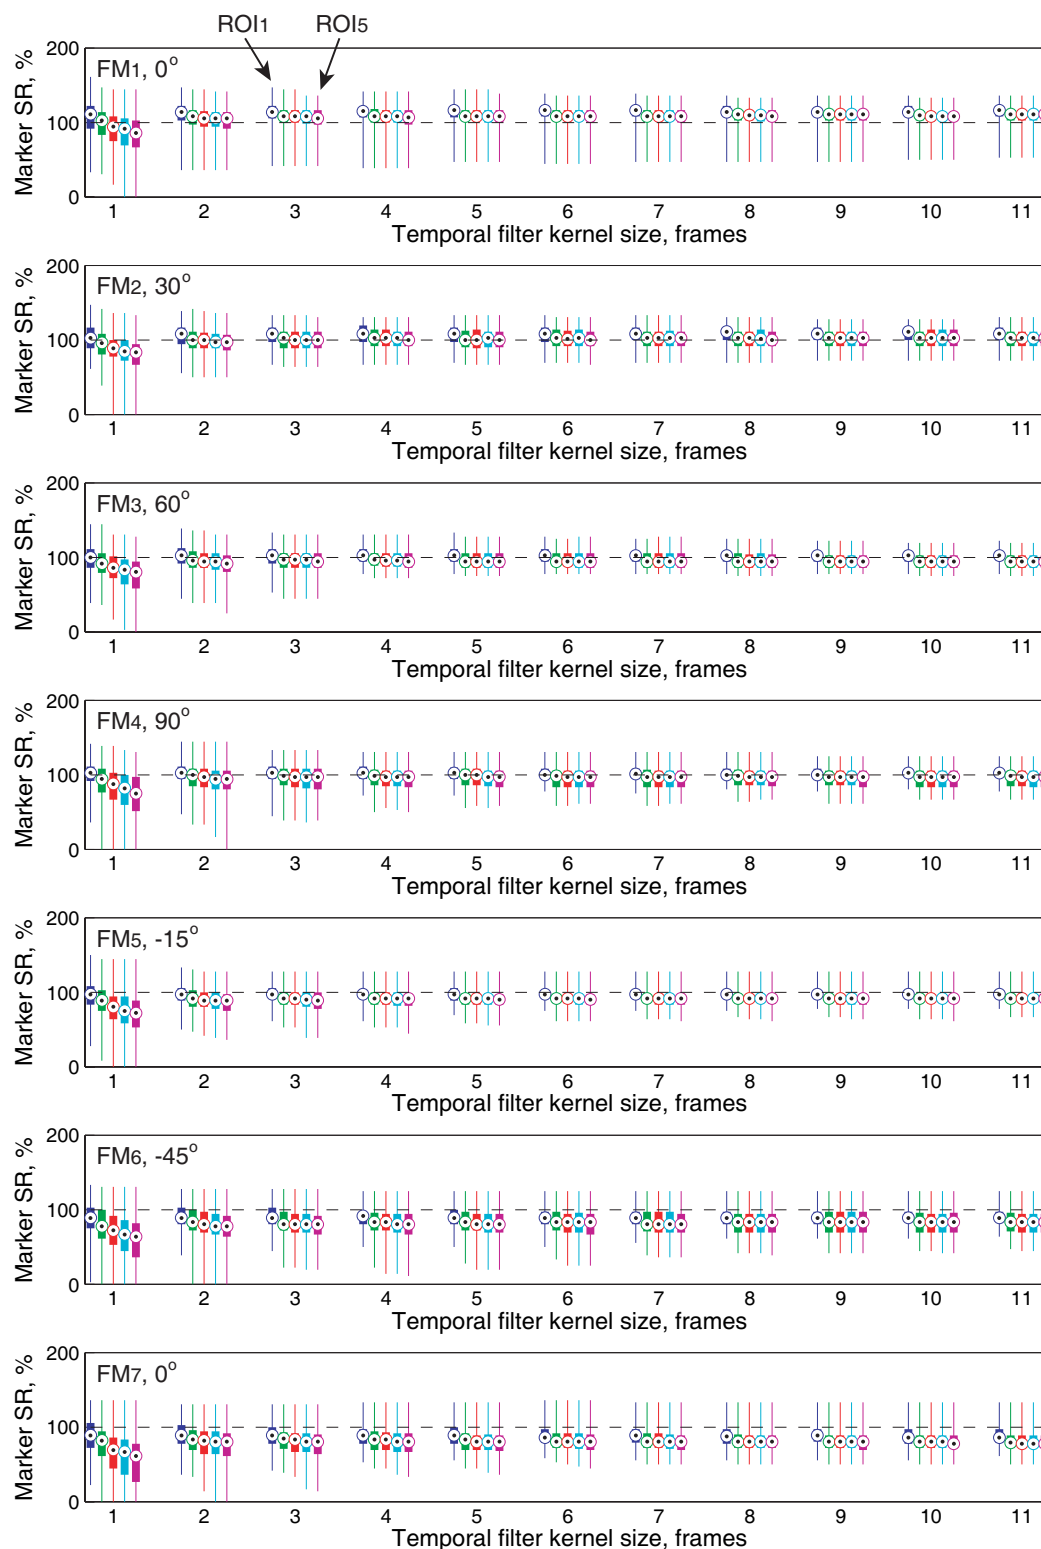 ROI1 ROI5
200
FM1, 0°
Marker SR, %
100
0
1 2 3 4 5 6 7 8 9 10 11
Temporal filter kernel size, frames
200
FM2, 30°
Marker SR, %
100
0
1 2 3 4 5 6 7 8 9 10 11
Temporal filter kernel size, frames
200
FM3, 60°
Marker SR, %
100
0
1 2 3 4 5 6 7 8 9 10 11
Temporal filter kernel size, frames
200
FM4, 90°
Marker SR, %
100
0
1 2 3 4 5 6 7 8 9 10 11
Temporal filter kernel size, frames
200
FM5, -15°
Marker SR, %
100
0
1 2 3 4 5 6 7 8 9 10 11
Temporal filter kernel size, frames
200
FM6, -45°
Marker SR, %
100
0
1 2 3 4 5 6 7 8 9 10 11
Temporal filter kernel size, frames
200
FM7, 0°
Marker SR, %
100
0
1 2 3 4 5 6 7 8 9 10 11
Temporal filter kernel size, frames